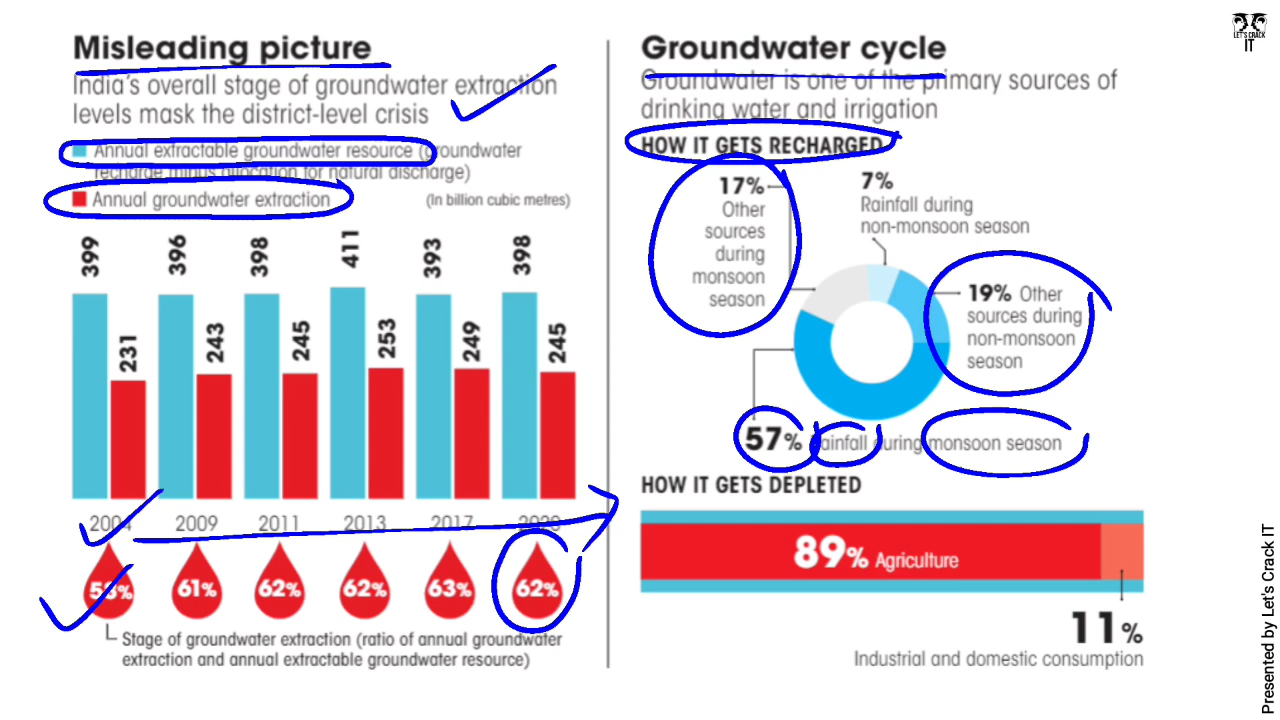 Misleading picture
India's overall stage of groundwater extraction
levels mask the district-level crisis
Annual extractable groundwater resource (groundwater
recharge minus allocation for natural discharge)
Annual groundwater extraction
(In billion cubic metres)
399 231 396 243 398 245 411 253 393 249 398 245
2004 2009 2011 2013 2017 2020
58% 61% 62% 62% 63% 62%
Stage of groundwater extraction (ratio of annual groundwater
extraction and annual extractable groundwater resource)
Groundwater cycle
Groundwater is one of the primary sources of
drinking water and irrigation
HOW IT GETS RECHARGED
17%
Other
sources
during
monsoon
season
7%
Rainfall during
non-monsoon season
19% Other
sources during
non-monsoon
season
57% Rainfall during monsoon season
HOW IT GETS DEPLETED
89% Agriculture
11%
Industrial and domestic consumption
LET'S CRACK
IT
Presented by Let's Crack IT